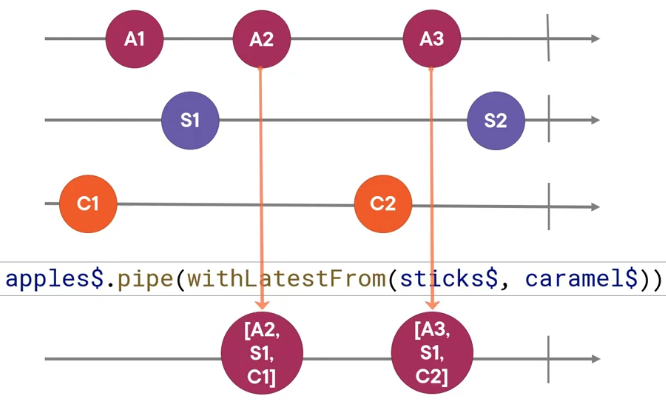 A1 A2 A3
S1 S2
C1 C2
apples$.pipe(withLatestFrom(sticks$, caramel$))
[A2,
S1,
C1]
[A3,
S1,
C2]